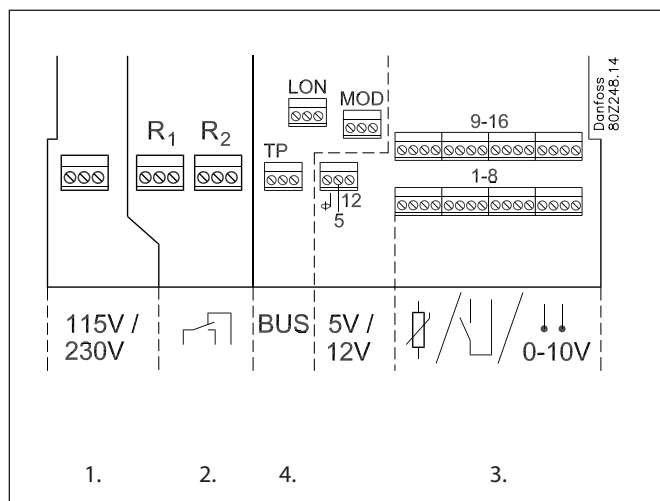 LON
MOD
R1 R2
TP
9-16
1-8
12
5
Danfoss
80Z248.14
115V /
230V
BUS
5V /
12V
0-10V
1. 2. 4. 3.